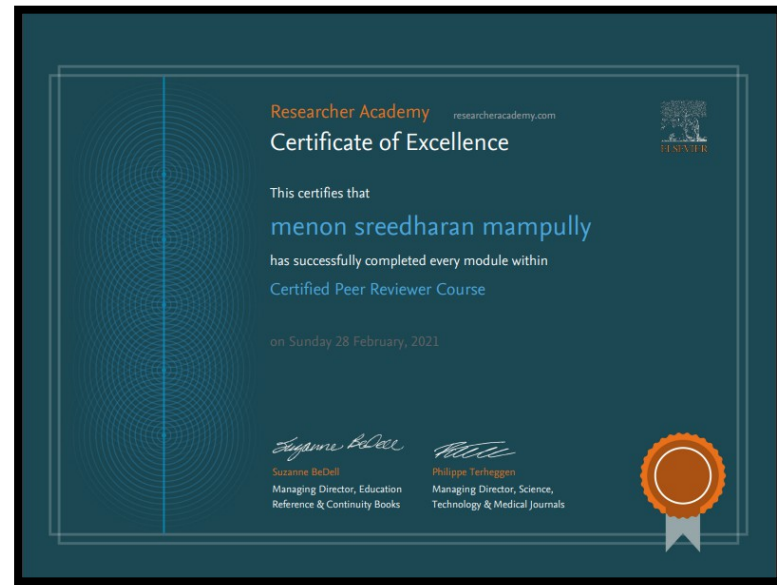 Researcher Academy researcheracademy.com
Certificate of Excellence
ELSEVIER
This certifies that
menon sreedharan mampully
has successfully completed every module within
Certified Peer Reviewer Course
on Sunday 28 February, 2021
Suzanne BeDell
Suzanne BeDell
Managing Director, Education
Reference & Continuity Books
Philippe Terheggen
Managing Director, Science,
Technology & Medical Journals